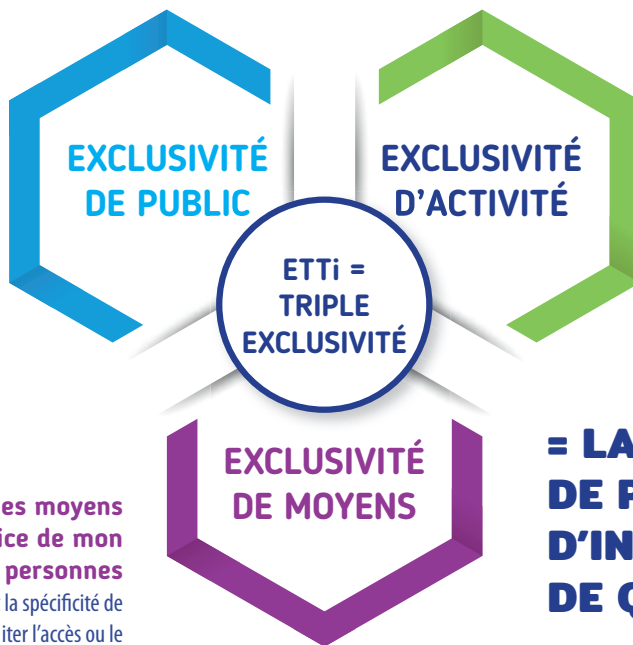 EXCLUSIVITÉ
DE PUBLIC
EXCLUSIVITÉ
D’ACTIVITÉ
ETTi =
TRIPLE
EXCLUSIVITÉ
EXCLUSIVITÉ
DE MOYENS
es moyens
ice de mon
personnes
la spécificité de
iter l’accès ou le
= LA
DE
D’IN
DE